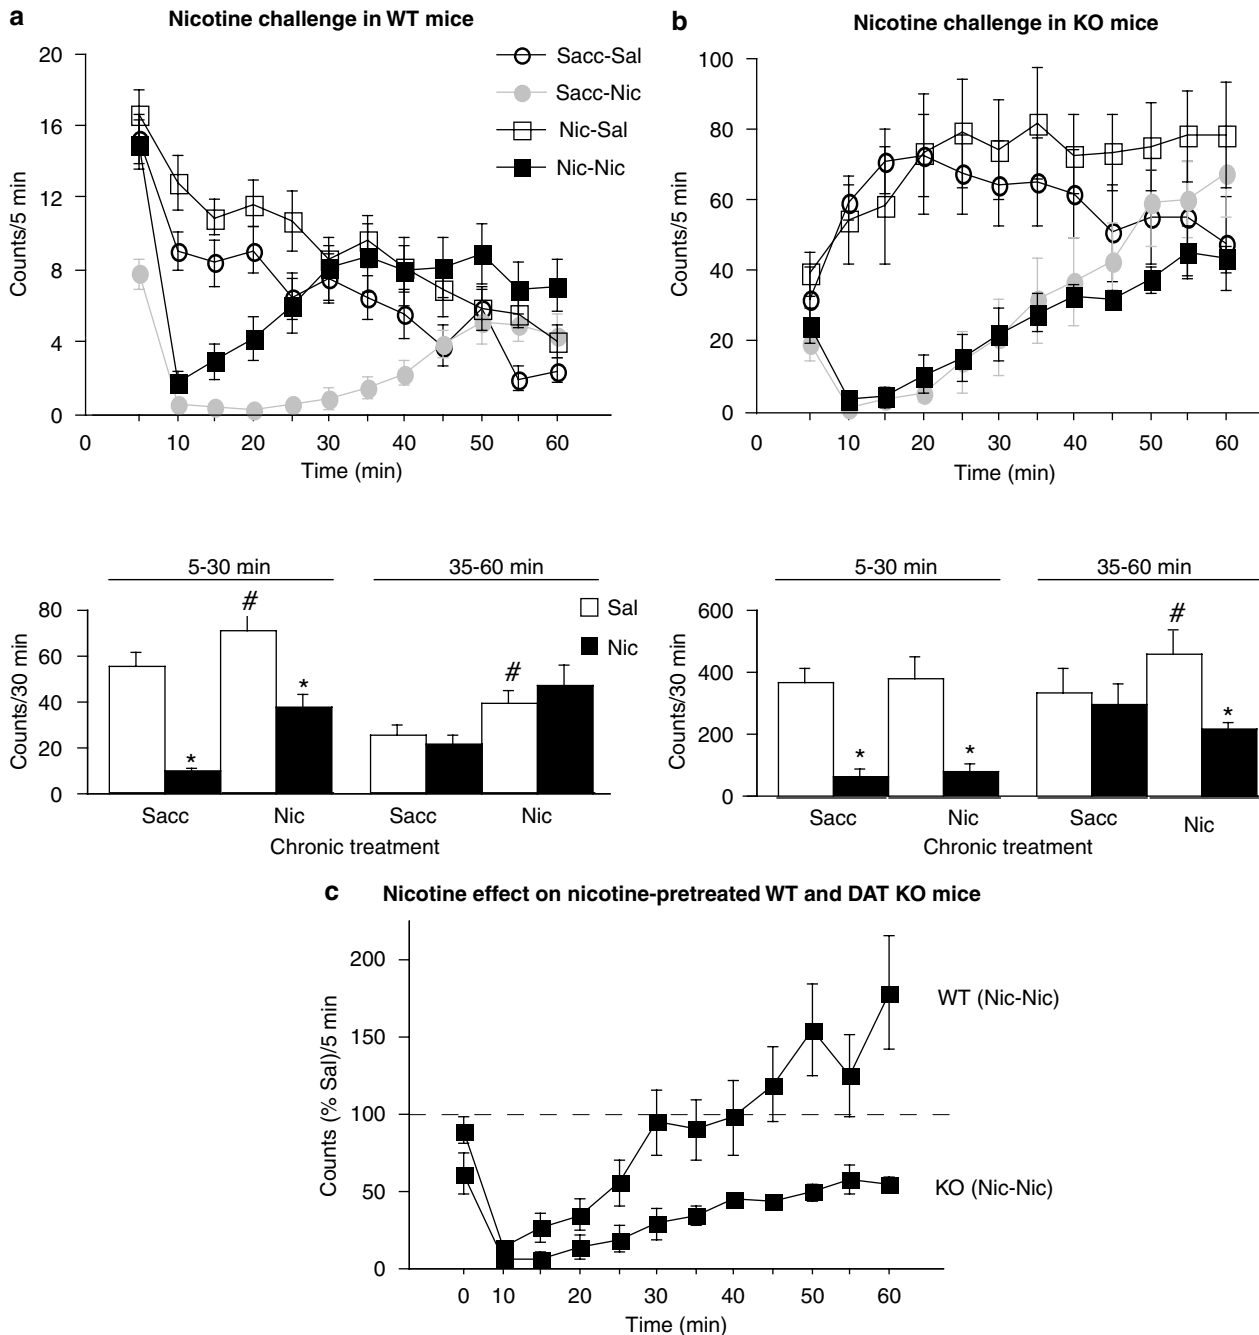 a Nicotine challenge in WT mice
20
16
12
8
4
0
Counts/5 min
0 10 20 30 40 50 60
Time (min)
Sacc-Sal
Sacc-Nic
Nic-Sal
Nic-Nic
b Nicotine challenge in KO mice
100
80
60
40
20
0
Counts/5 min
0 10 20 30 40 50 60
Time (min)
5-30 min 35-60 min
80
60
40
20
0
Counts/30 min
# * # *
Sal
Nic
Sacc Nic Sacc Nic
Chronic treatment
5-30 min 35-60 min
600
400
200
0
Counts/30 min
* * # *
Sacc Nic Sacc Nic
Chronic treatment
c Nicotine effect on nicotine-pretreated WT and DAT KO mice
200
150
100
50
0
Counts (% Sal)/5 min
WT (Nic-Nic)
KO (Nic-Nic)
0 10 20 30 40 50 60
Time (min)